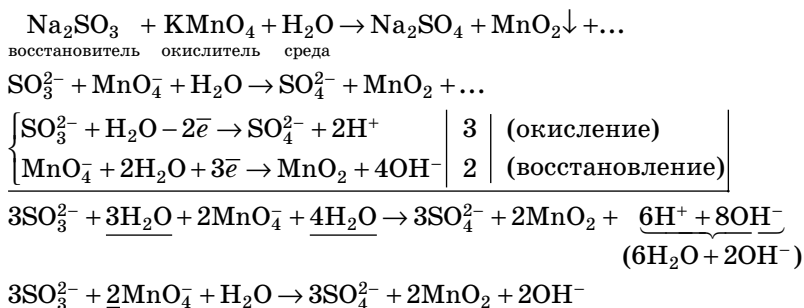 Na₂SO₃ + KMnO₄ + H₂O → Na₂SO₄ + MnO₂↓ + ...
восстановитель окислитель среда
SO₃²⁻ + MnO₄⁻ + H₂O → SO₄²⁻ + MnO₂ + ...
SO₃²⁻ + H₂O − 2e̅ → SO₄²⁻ + 2H⁺ | 3 | (окисление)
MnO₄⁻ + 2H₂O + 3e̅ → MnO₂ + 4OH⁻ | 2 | (восстановление)
3SO₃²⁻ + 3H₂O + 2MnO₄⁻ + 4H₂O → 3SO₄²⁻ + 2MnO₂ + 6H⁺ + 8OH⁻
(6H₂O + 2OH⁻)
3SO₃²⁻ + 2MnO₄⁻ + H₂O → 3SO₄²⁻ + 2MnO₂ + 2OH⁻